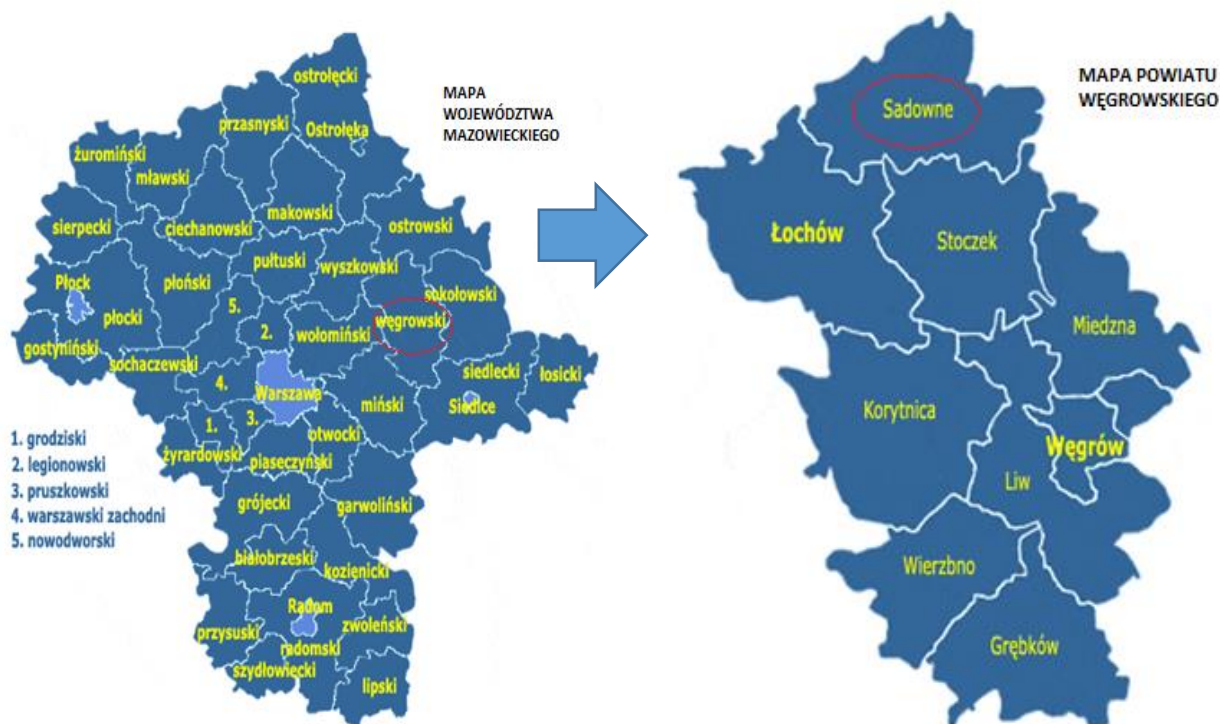 MAPA
WOJEWÓDZTWA
MAZOWIECKIEGO
ostrołęcki
przasnyski
Ostrołęka
żuromiński
mławski
makowski
sierpecki
ciechanowski
ostrowski
pułtuski
wyszkowski
Płock
płoński
sokołowski
5.
płocki
węgrowski
2.
wołomiński
gostyniński
sochaczewski
siedlecki
łosicki
4.
Warszawa
miński
Siedlce
1.
3.
otwocki
żyrardowski
piaseczyński
grójecki
garwoliński
białobrzeski
kozienicki
Radom
przysuski
zwoleński
radomski
szydłowiecki
lipski
1. grodziski
2. legionowski
3. pruszkowski
4. warszawski zachodni
5. nowodworski
MAPA POWIATU
WĘGROWSKIEGO
Sadowne
Łochów
Stoczek
Miedzna
Korytnica
Węgrów
Liw
Wierzbno
Grębków